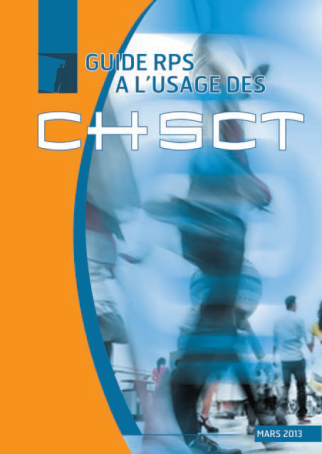 GUIDE RPS
A L'USAGE DES
CHSCT
MARS 2013